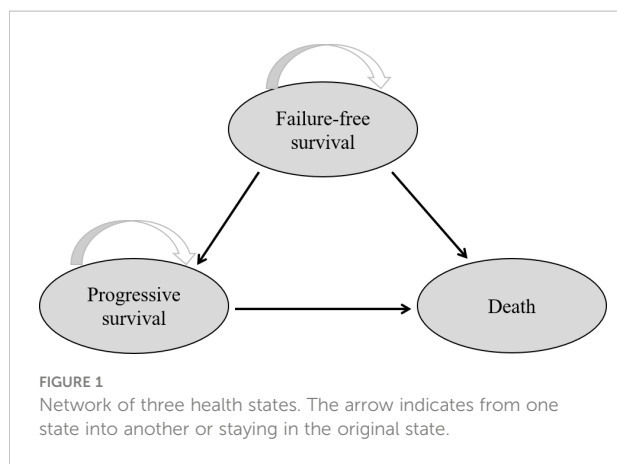 Failure-free
survival
Progressive
survival
Death
FIGURE 1
Network of three health states. The arrow indicates from one
state into another or staying in the original state.